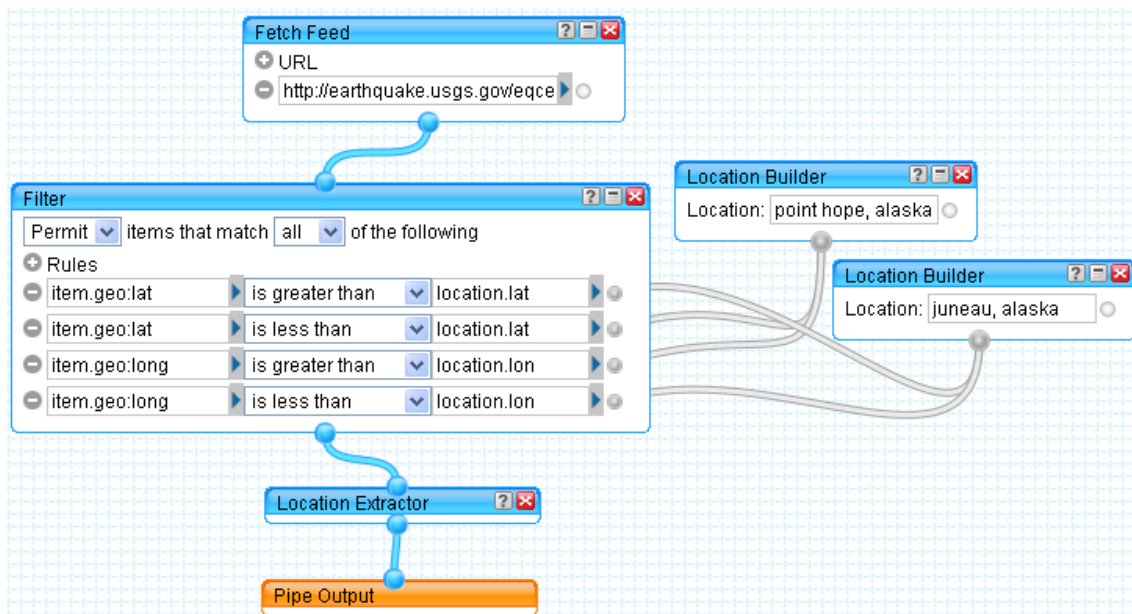 Fetch Feed
URL
http://earthquake.usgs.gov/eqce
Filter
Permit items that match all of the following
Rules
item.geo:lat is greater than location.lat
item.geo:lat is less than location.lat
item.geo:long is greater than location.lon
item.geo:long is less than location.lon
Location Builder
Location: point hope, alaska
Location Builder
Location: juneau, alaska
Location Extractor
Pipe Output